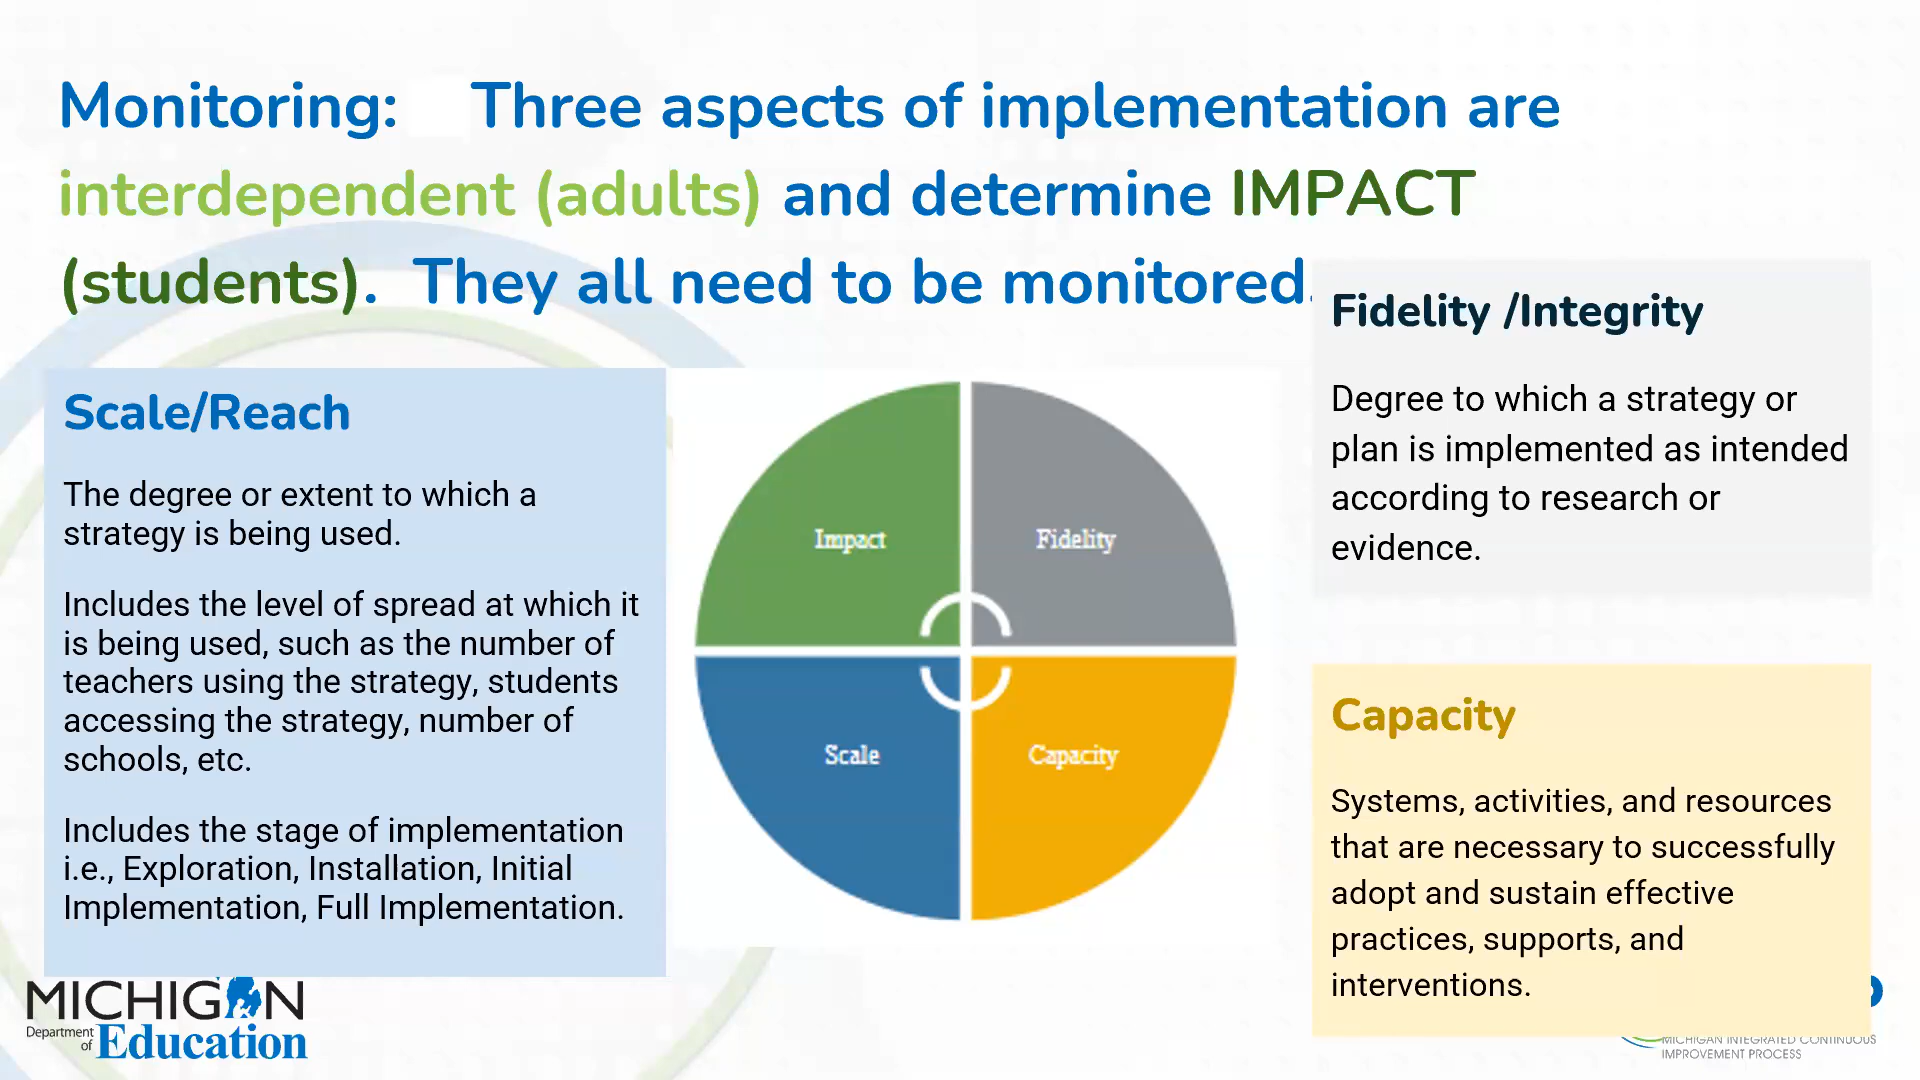 Monitoring: Three aspects of implementation are
interdependent (adults) and determine IMPACT
(students). They all need to be monitored.
Scale/Reach
The degree or extent to which a
strategy is being used.
Includes the level of spread at which it
is being used, such as the number of
teachers using the strategy, students
accessing the strategy, number of
schools, etc.
Includes the stage of implementation
i.e., Exploration, Installation, Initial
Implementation, Full Implementation.
Impact
Fidelity
Scale
Capacity
Fidelity /Integrity
Degree to which a strategy or
plan is implemented as intended
according to research or
evidence.
Capacity
Systems, activities, and resources
that are necessary to successfully
adopt and sustain effective
practices, supports, and
interventions.
MICHIGAN
Department
of Education
MICHIGAN INTEGRATED CONTINUOUS
IMPROVEMENT PROCESS